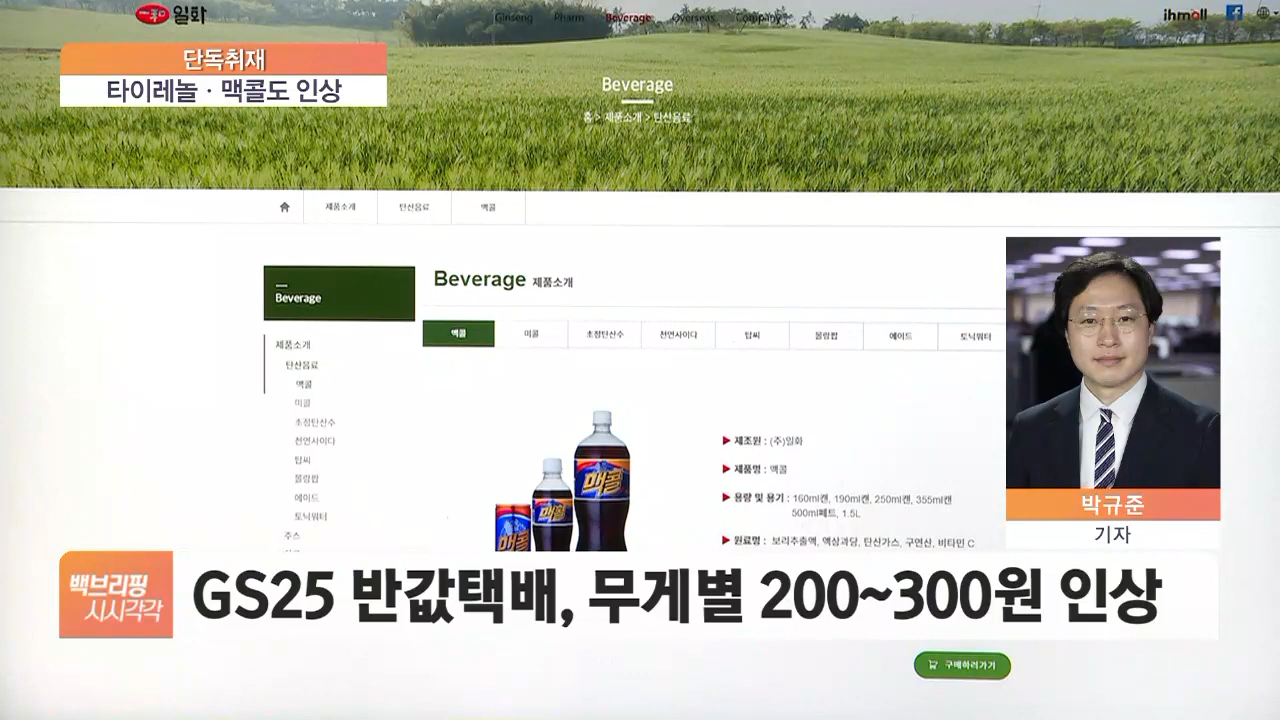 일화
Ginseng Pharm Beverage Overseas Company
ihmall
단독취재
타이레놀 · 맥콜도 인상
Beverage
홈 > 제품소개 > 탄산음료
제품소개 탄산음료 맥콜
Beverage
Beverage 제품소개
맥콜 미콜 초정탄산수 천연사이다 탑씨 몰랑팝 에이드 토닉워터
제품소개
탄산음료
맥콜
미콜
초정탄산수
천연사이다
탑씨
몰랑팝
에이드
토닉워터
주스
맥콜
맥콜
맥콜
▶ 제조원 : (주)일화
▶ 제품명 : 맥콜
▶ 용량 및 용기 : 160ml캔, 190ml캔, 250ml캔, 355ml캔
500ml페트, 1.5L
▶ 원료명 : 보리추출액, 액상과당, 탄산가스, 구연산, 비타민 C
박규준
기자
백브리핑
시시각각
GS25 반값택배, 무게별 200~300원 인상
구매하러가기